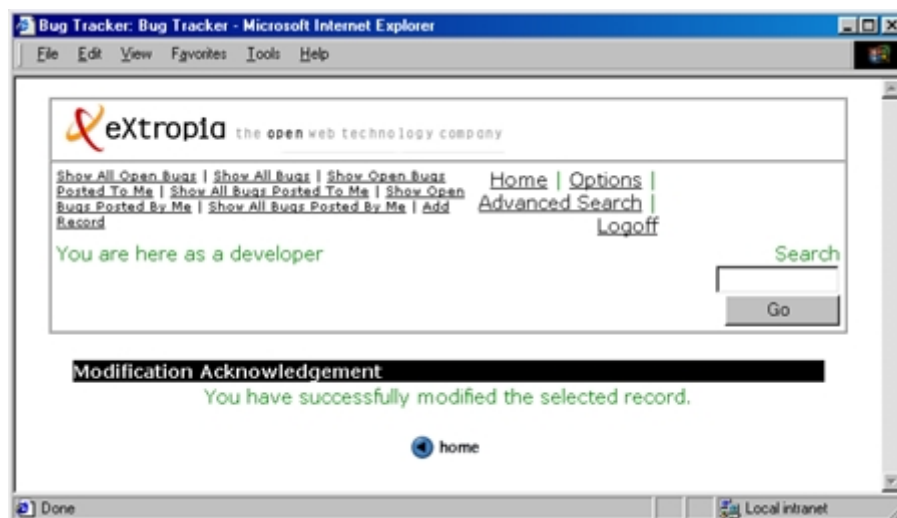 Bug Tracker: Bug Tracker - Microsoft Internet Explorer
File Edit View Favorites Tools Help
eXtropia the open web technology company
Show All Open Bugs | Show All Bugs | Show Open Bugs
Posted To Me | Show All Bugs Posted To Me | Show Open
Bugs Posted By Me | Show All Bugs Posted By Me | Add
Record
Home | Options |
Advanced Search |
Logoff
You are here as a developer
Search
Go
Modification Acknowledgement
You have successfully modified the selected record.
home
Done
Local intranet